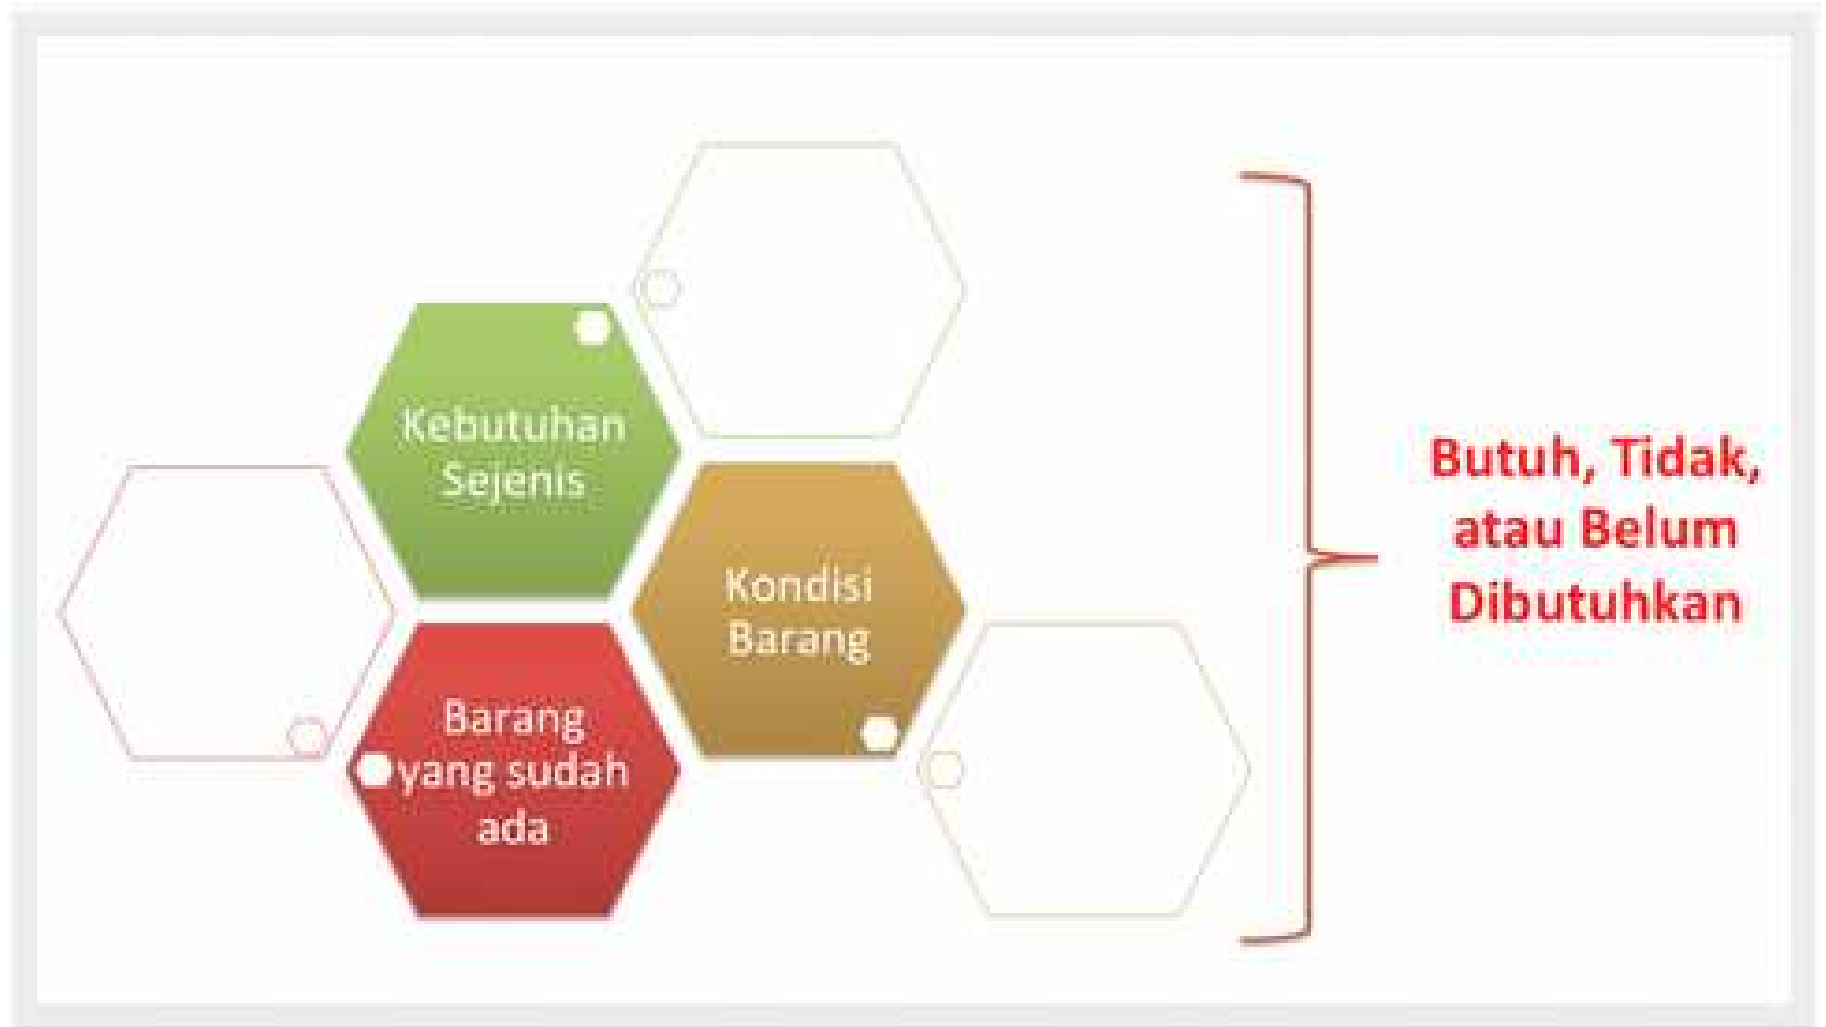 Kebutuhan
Sejenis
Kondisi
Barang
Barang
yang sudah
ada
Butuh, Tidak,
atau Belum
Dibutuhkan